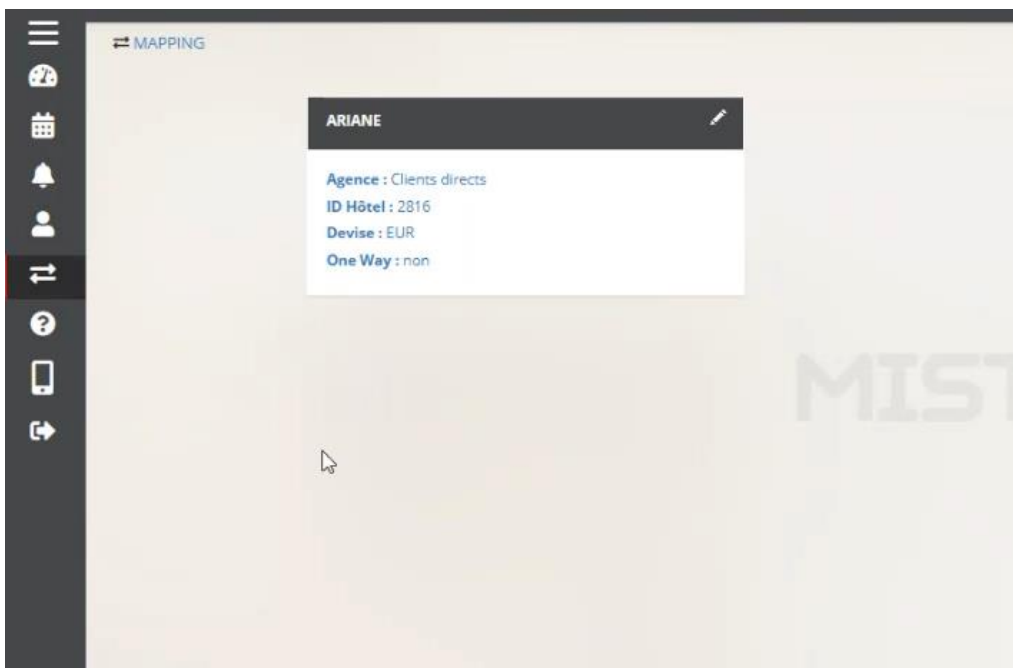 MAPPING
ARIANE
Agence : Clients directs
ID Hôtel : 2816
Devise : EUR
One Way : non
MIST